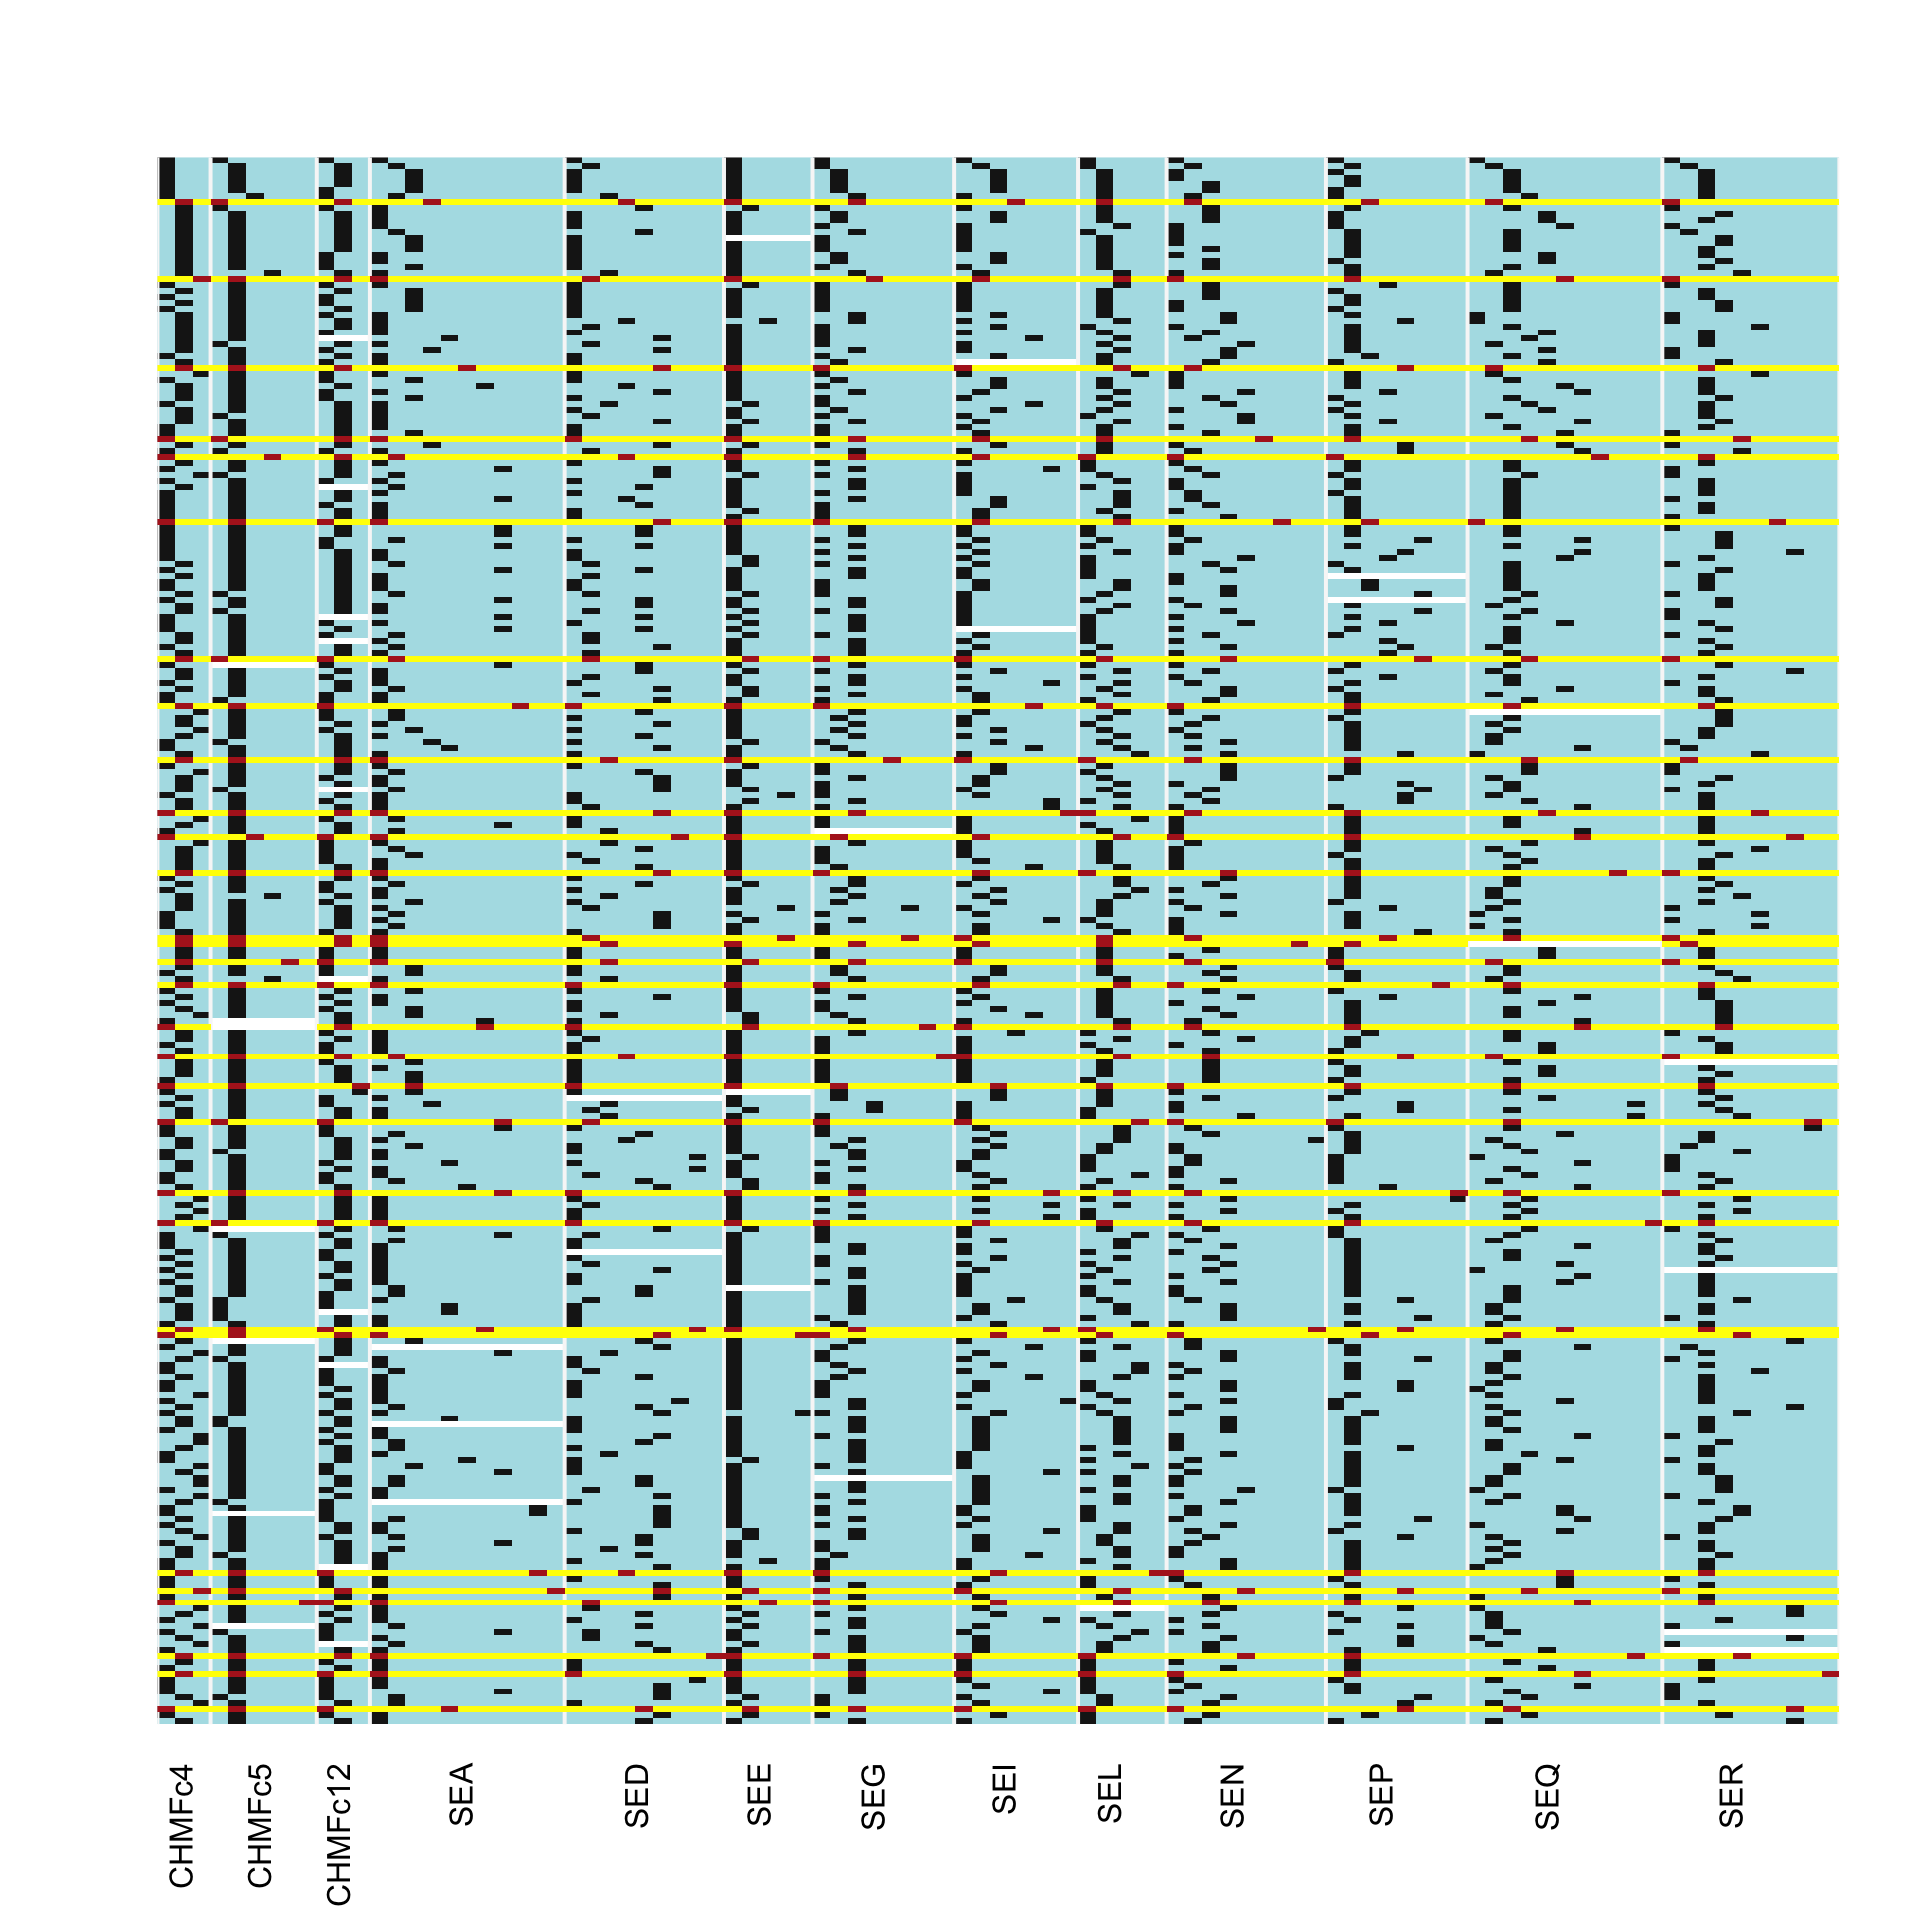 CHMFc4
CHMFc5
CHMFc12
SEA
SED
SEE
SEG
SEI
SEL
SEN
SEP
SEQ
SER